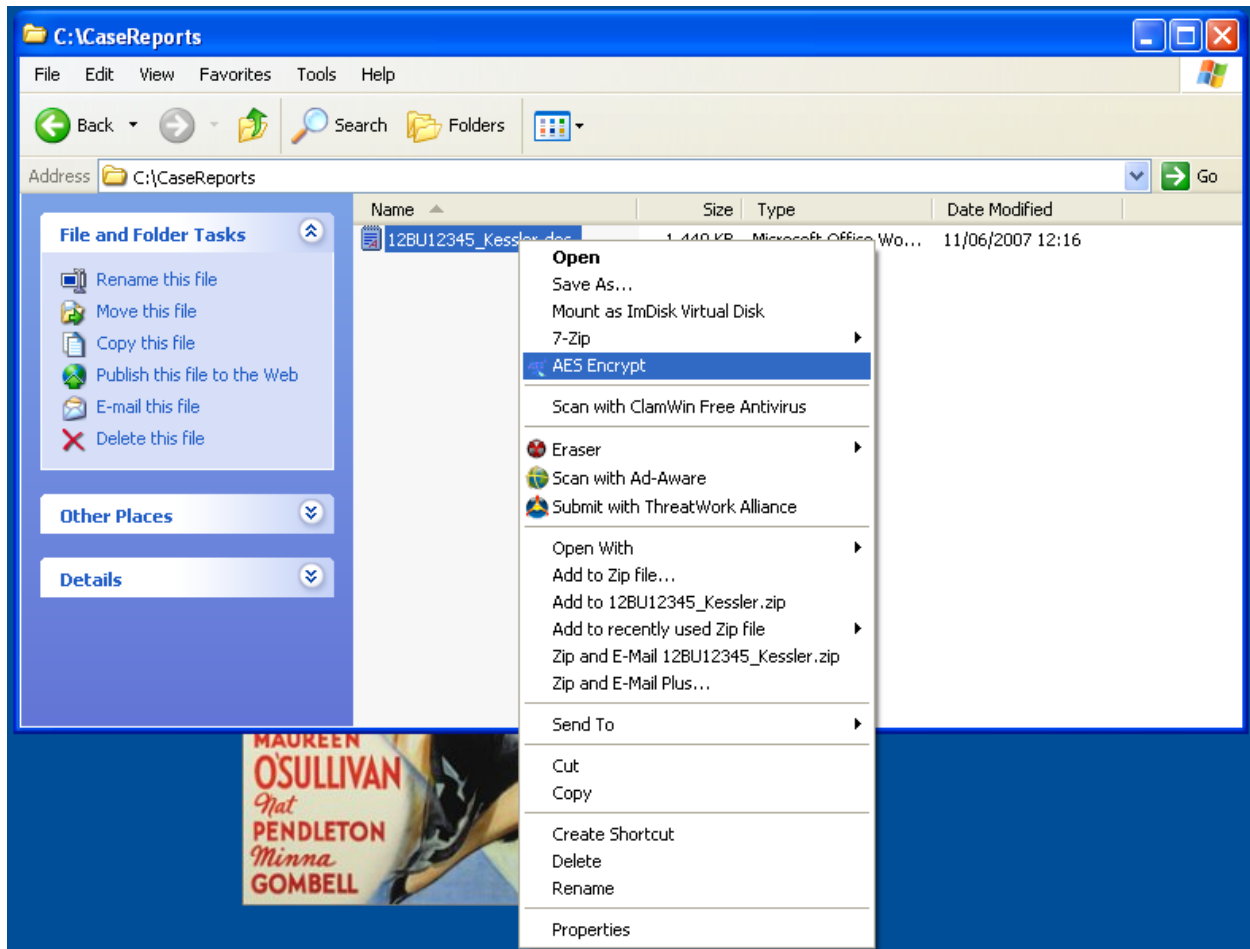 C:\CaseReports
File Edit View Favorites Tools Help
Back Search Folders
Address C:\CaseReports Go
Name Size Type Date Modified
File and Folder Tasks
12BU12345_Kessler.doc 1,440 KB Microsoft Office Wo... 11/06/2007 12:16
Rename this file
Move this file
Copy this file
Publish this file to the Web
E-mail this file
Delete this file
Other Places
Details
Open
Save As...
Mount as ImDisk Virtual Disk
7-Zip
AES Encrypt
Scan with ClamWin Free Antivirus
Eraser
Scan with Ad-Aware
Submit with ThreatWork Alliance
Open With
Add to Zip file...
Add to 12BU12345_Kessler.zip
Add to recently used Zip file
Zip and E-Mail 12BU12345_Kessler.zip
Zip and E-Mail Plus...
Send To
Cut
Copy
Create Shortcut
Delete
Rename
Properties
MAUREEN
O'SULLIVAN
Nat
PENDLETON
Minna
GOMBELL